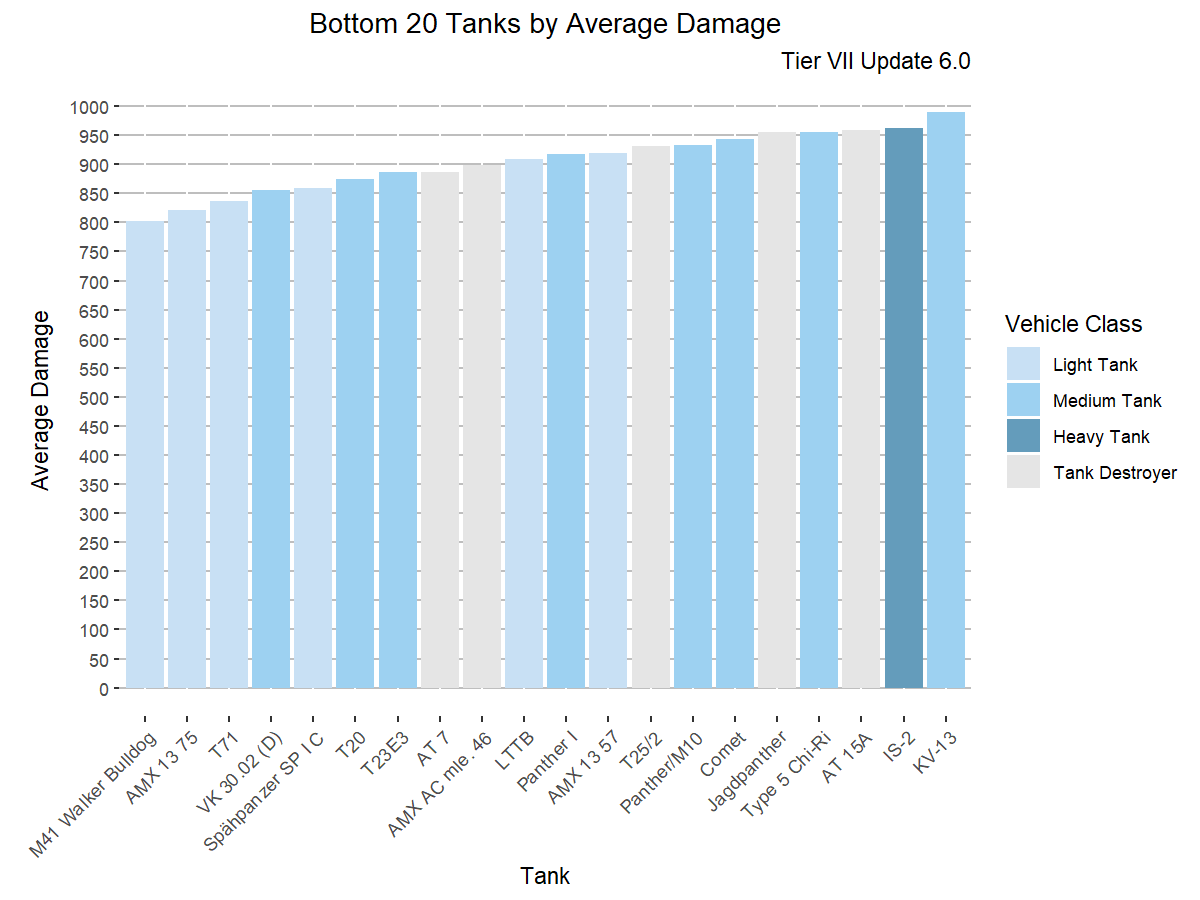 Bottom 20 Tanks by Average Damage
Tier VII Update 6.0
Average Damage
1000
950
900
850
800
750
700
650
600
550
500
450
400
350
300
250
200
150
100
50
0
M41 Walker Bulldog
AMX 13 75
T71
VK 30.02 (D)
Spähpanzer SP I C
T20
T23E3
AT 7
AMX AC mle. 46
LTTB
Panther I
AMX 13 57
T25/2
Panther/M10
Comet
Jagdpanther
Type 5 Chi-Ri
AT 15A
IS-2
KV-13
Tank
Vehicle Class
Light Tank
Medium Tank
Heavy Tank
Tank Destroyer